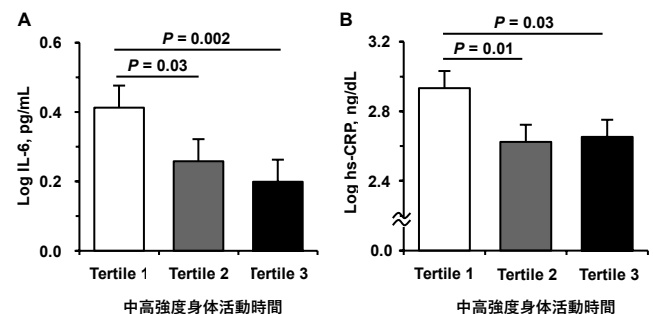 A
P = 0.002
P = 0.03
Log IL-6, pg/mL
0.6
0.4
0.2
0.0
Tertile 1 Tertile 2 Tertile 3
中高強度身体活動時間
B
P = 0.03
P = 0.01
Log hs-CRP, ng/dL
3.2
2.8
2.4
0.0
Tertile 1 Tertile 2 Tertile 3
中高強度身体活動時間